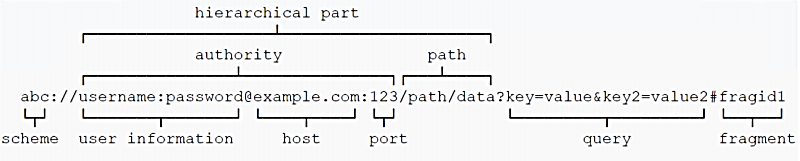 hierarchical part
authority path
abc://username:password@example.com:123/path/data?key=value&key2=value2#fragid1
scheme user information host port query fragment